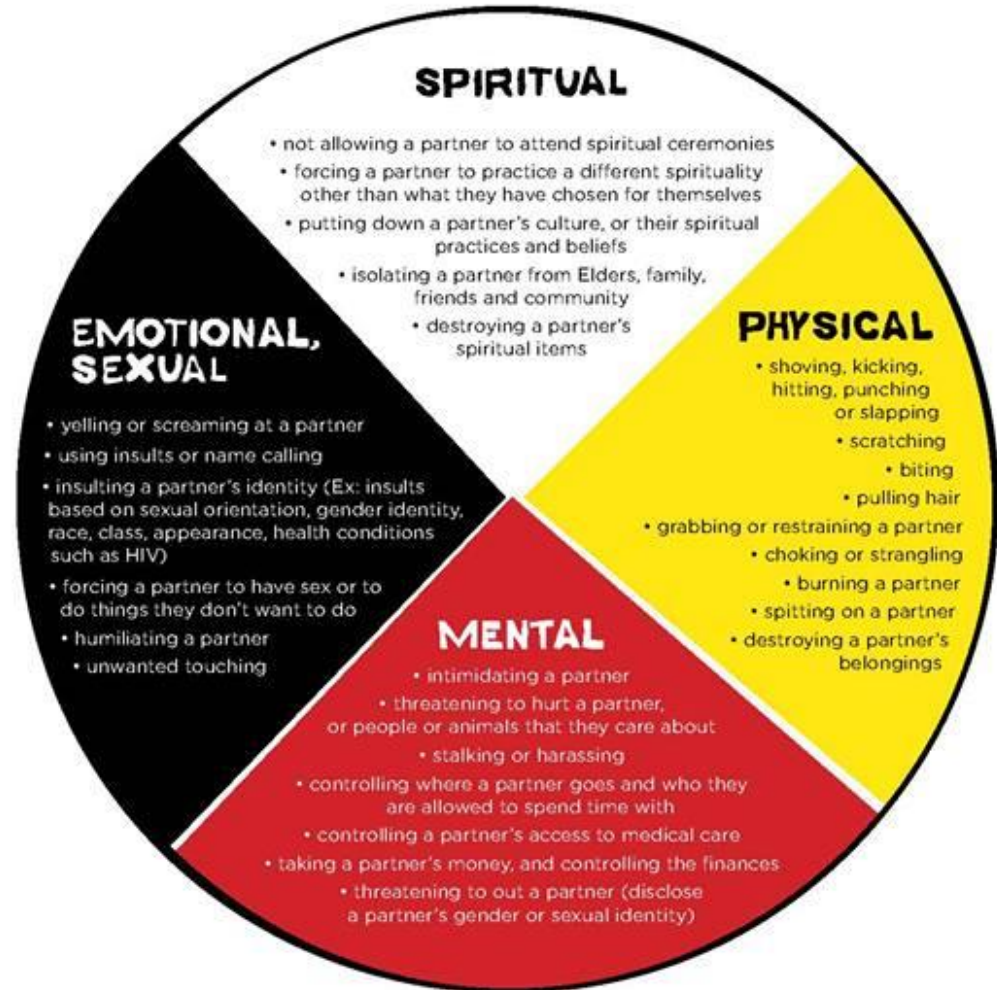 SPIRITUAL
• not allowing a partner to attend spiritual ceremonies
• forcing a partner to practice a different spirituality
other than what they have chosen for themselves
• putting down a partner's culture, or their spiritual
practices and beliefs
• isolating a partner from Elders, family,
friends and community
• destroying a partner's
spiritual items
EMOTIONAL,
SEXUAL
• yelling or screaming at a partner
• using insults or name calling
• insulting a partner's identity (Ex: insults
based on sexual orientation, gender identity,
race, class, appearance, health conditions
such as HIV)
• forcing a partner to have sex or to
do things they don't want to do
• humiliating a partner
• unwanted touching
PHYSICAL
• shoving, kicking,
hitting, punching
or slapping
• scratching
• biting
• pulling hair
• grabbing or restraining a partner
• choking or strangling
• burning a partner
• spitting on a partner
• destroying a partner's
belongings
MENTAL
• intimidating a partner
• threatening to hurt a partner,
or people or animals that they care about
• stalking or harassing
• controlling where a partner goes and who they
are allowed to spend time with
• controlling a partner's access to medical care
• taking a partner's money, and controlling the finances
• threatening to out a partner (disclose
a partner's gender or sexual identity)